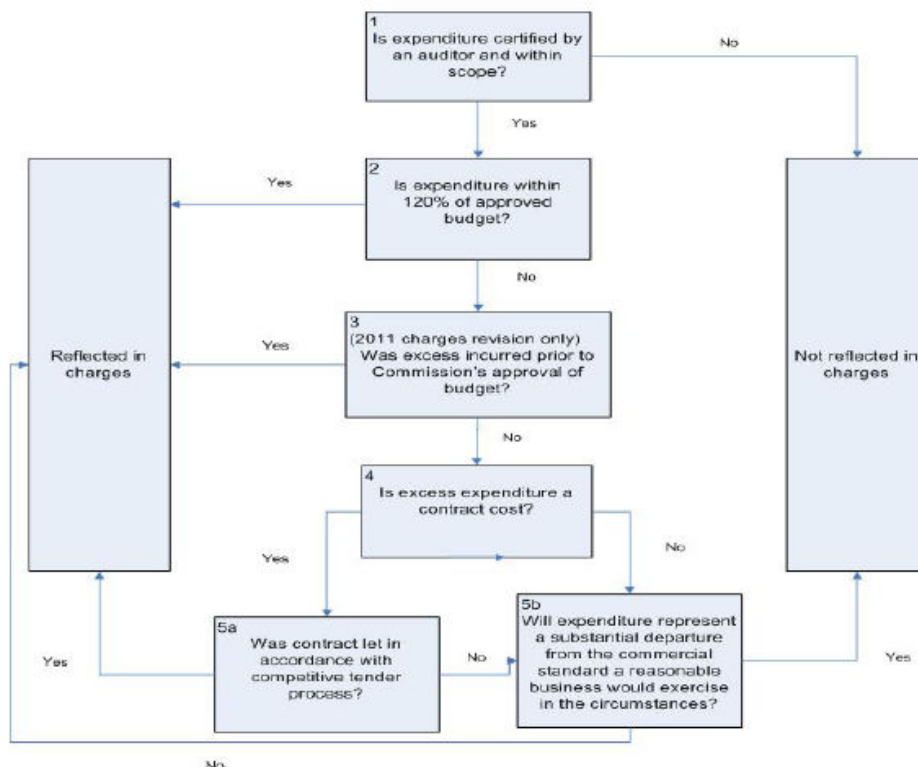 1
Is expenditure certified by
an auditor and within
scope?
No
Yes
2
Is expenditure within
120% of approved
budget?
Yes
No
3
(2011 charges revision only)
Was excess incurred prior to
Commission's approval of
budget?
Yes
Reflected in
charges
Not reflected in
charges
No
4
Is excess expenditure a
contract cost?
Yes
No
5a
Was contract let in
accordance with
competitive tender
process?
Yes
No
5b
Will expenditure represent
a substantial departure
from the commercial
standard a reasonable
business would exercise
in the circumstances?
Yes
No